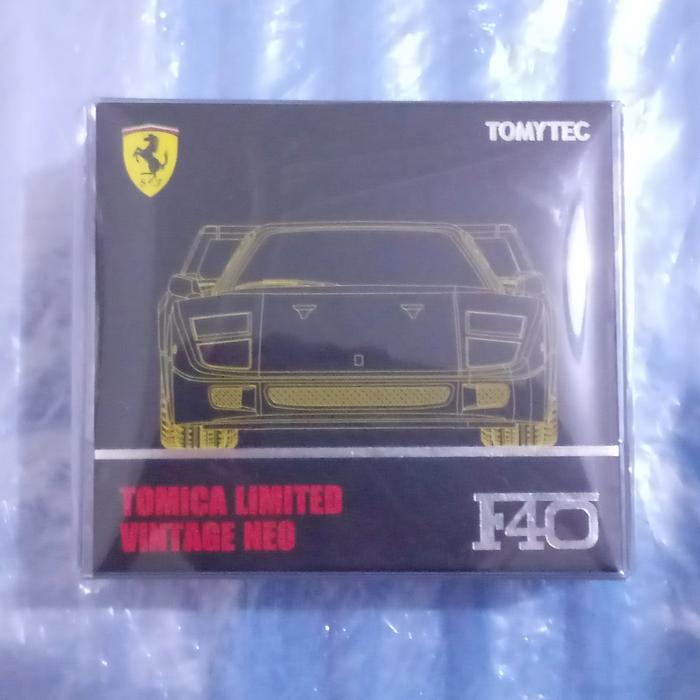 TOMYTEC
TOMICA LIMITED
VINTAGE NEO
F40